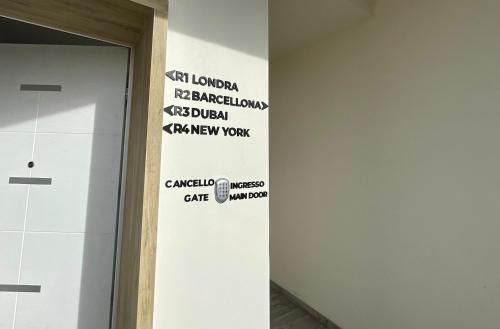 <R1 LONDRA
R2 BARCELLONA>
<R3 DUBAI
<R4 NEW YORK
CANCELLO INGRESSO
GATE MAIN DOOR